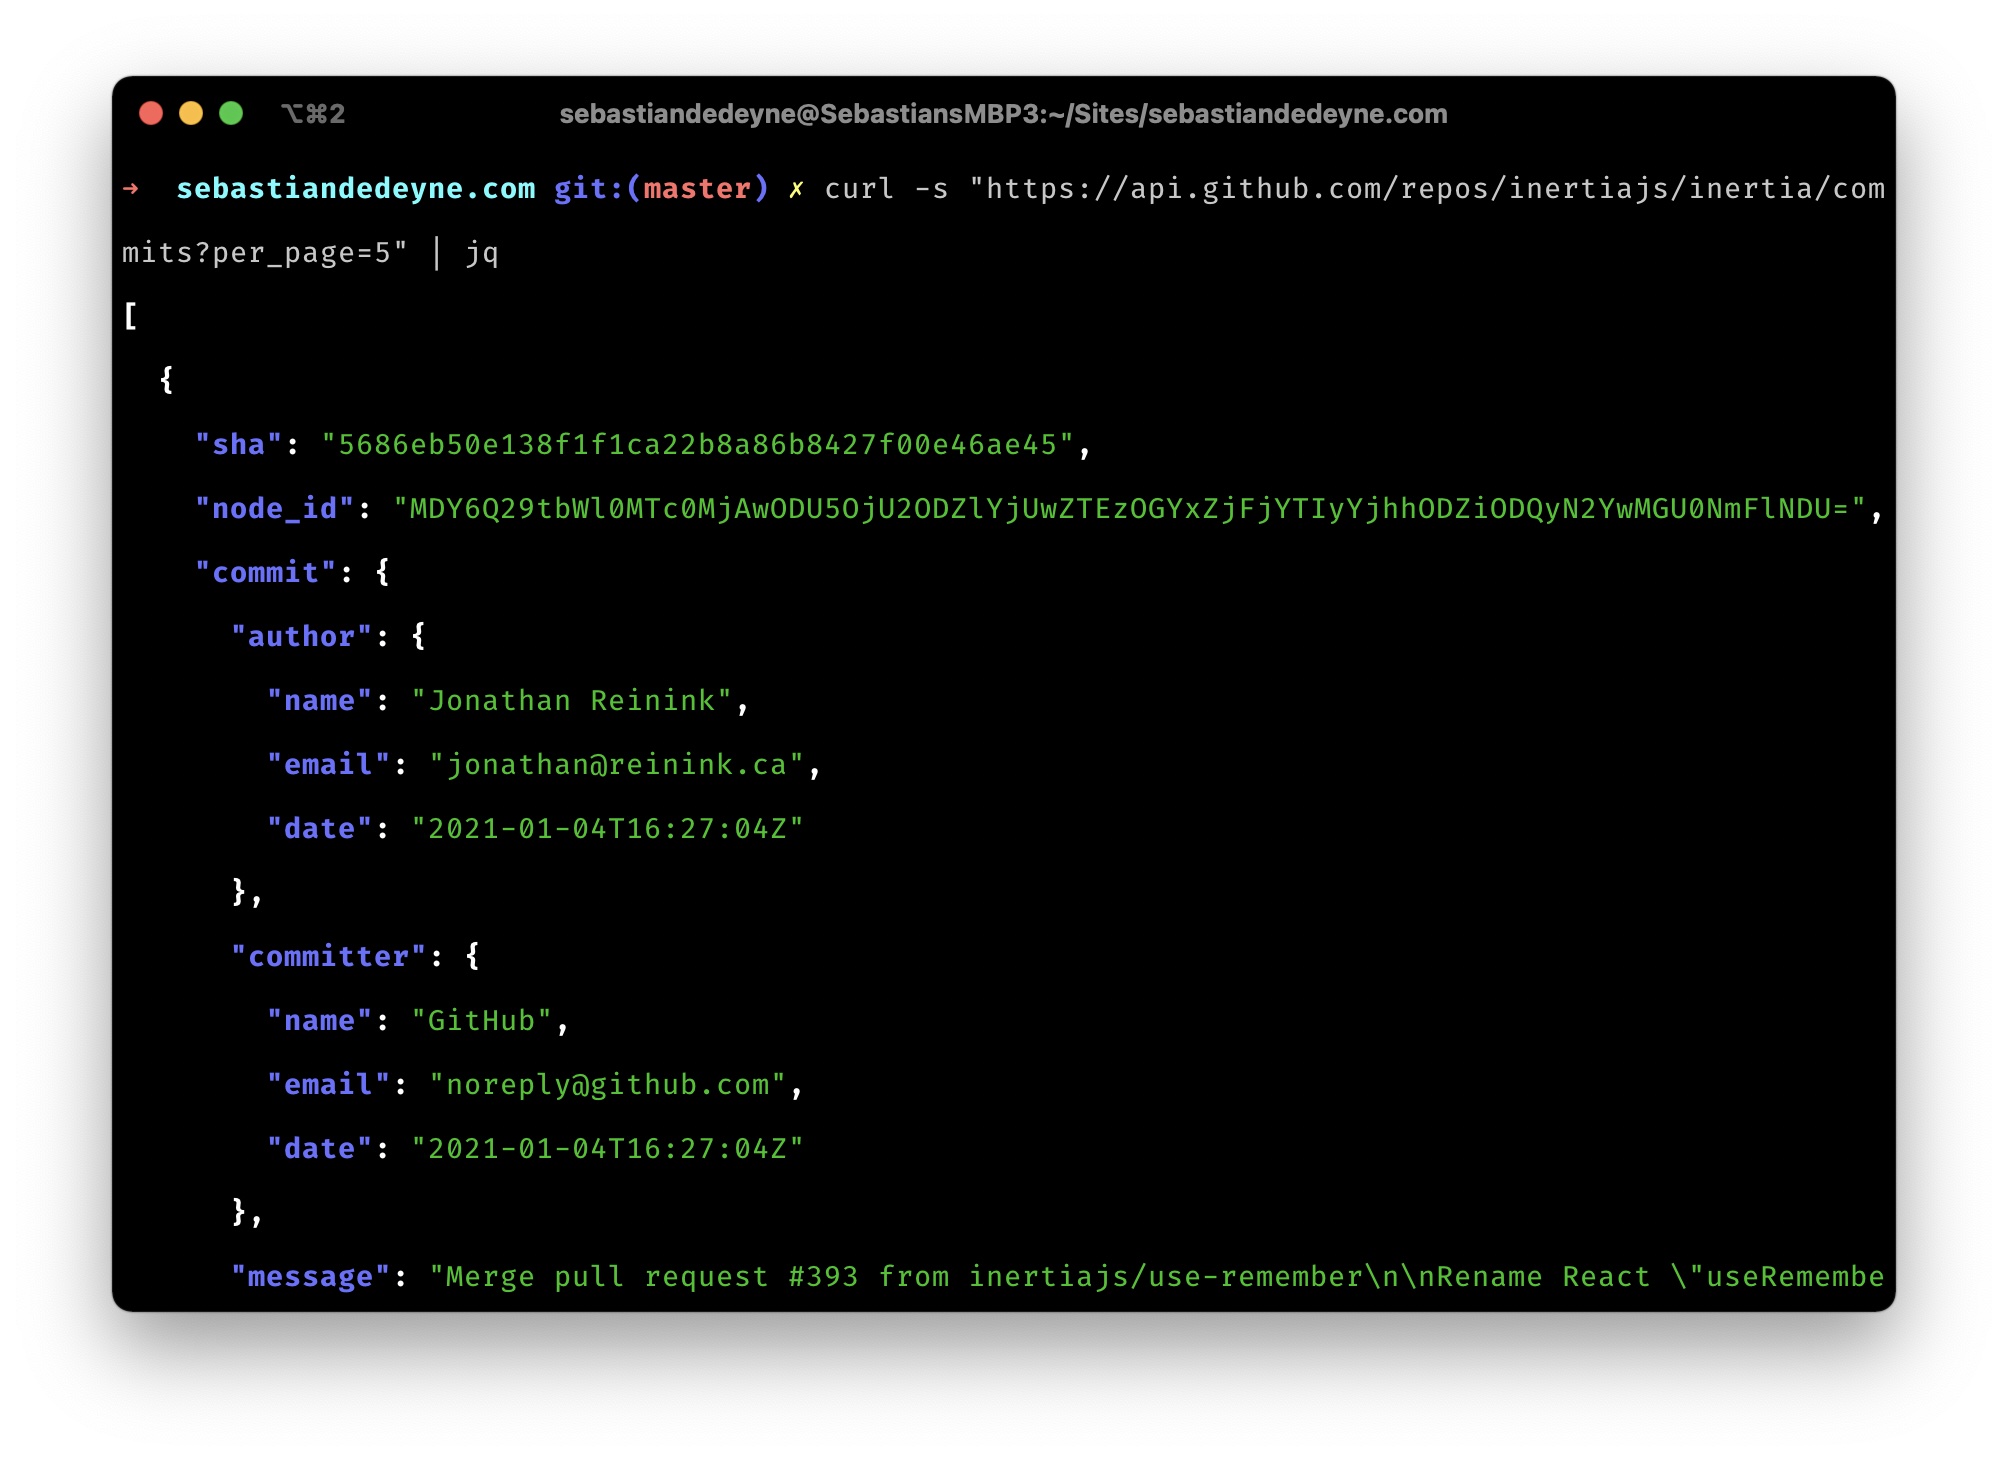 ⌥⌘2 sebastiandedeyne@SebastiansMBP3:~/Sites/sebastiandedeyne.com
→ sebastiandedeyne.com git:(master) ✗ curl -s "https://api.github.com/repos/inertiajs/inertia/com
mits?per_page=5" | jq
[
  {
    "sha": "5686eb50e138f1f1ca22b8a86b8427f00e46ae45",
    "node_id": "MDY6Q29tbWl0MTc0MjAwODU5OjU2ODZlYjUwZTEzOGYxZjFjYTIyYjhhODZiODQyN2YwMGU0NmFlNDU=",
    "commit": {
      "author": {
        "name": "Jonathan Reinink",
        "email": "jonathan@reinink.ca",
        "date": "2021-01-04T16:27:04Z"
      },
      "committer": {
        "name": "GitHub",
        "email": "noreply@github.com",
        "date": "2021-01-04T16:27:04Z"
      },
      "message": "Merge pull request #393 from inertiajs/use-remember\n\nRename React \"useRemembe